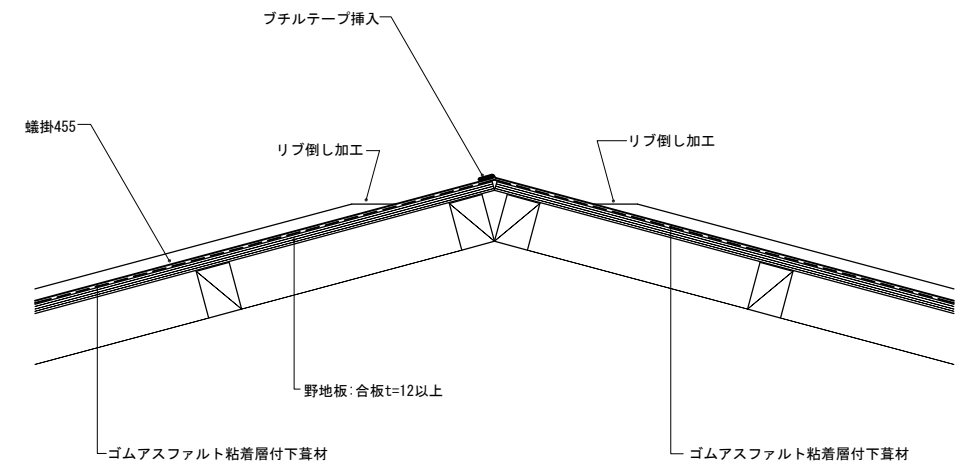 ブチルテープ挿入
蟻掛455
リブ倒し加工
リブ倒し加工
野地板:合板t=12以上
ゴムアスファルト粘着層付下葺材
ゴムアスファルト粘着層付下葺材